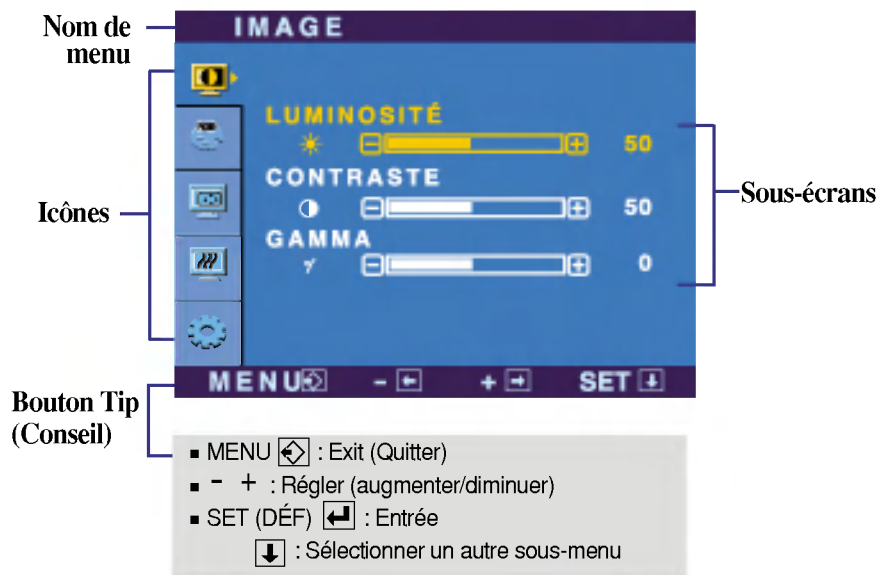 Nom de
menu
IMAGE
LUMINOSITÉ
50
CONTRASTE
50
GAMMA
γ
0
Icônes
Sous-écrans
MENU - + SET
Bouton Tip
(Conseil)
▪ MENU : Exit (Quitter)
▪ - + : Régler (augmenter/diminuer)
▪ SET (DÉF) : Entrée
: Sélectionner un autre sous-menu